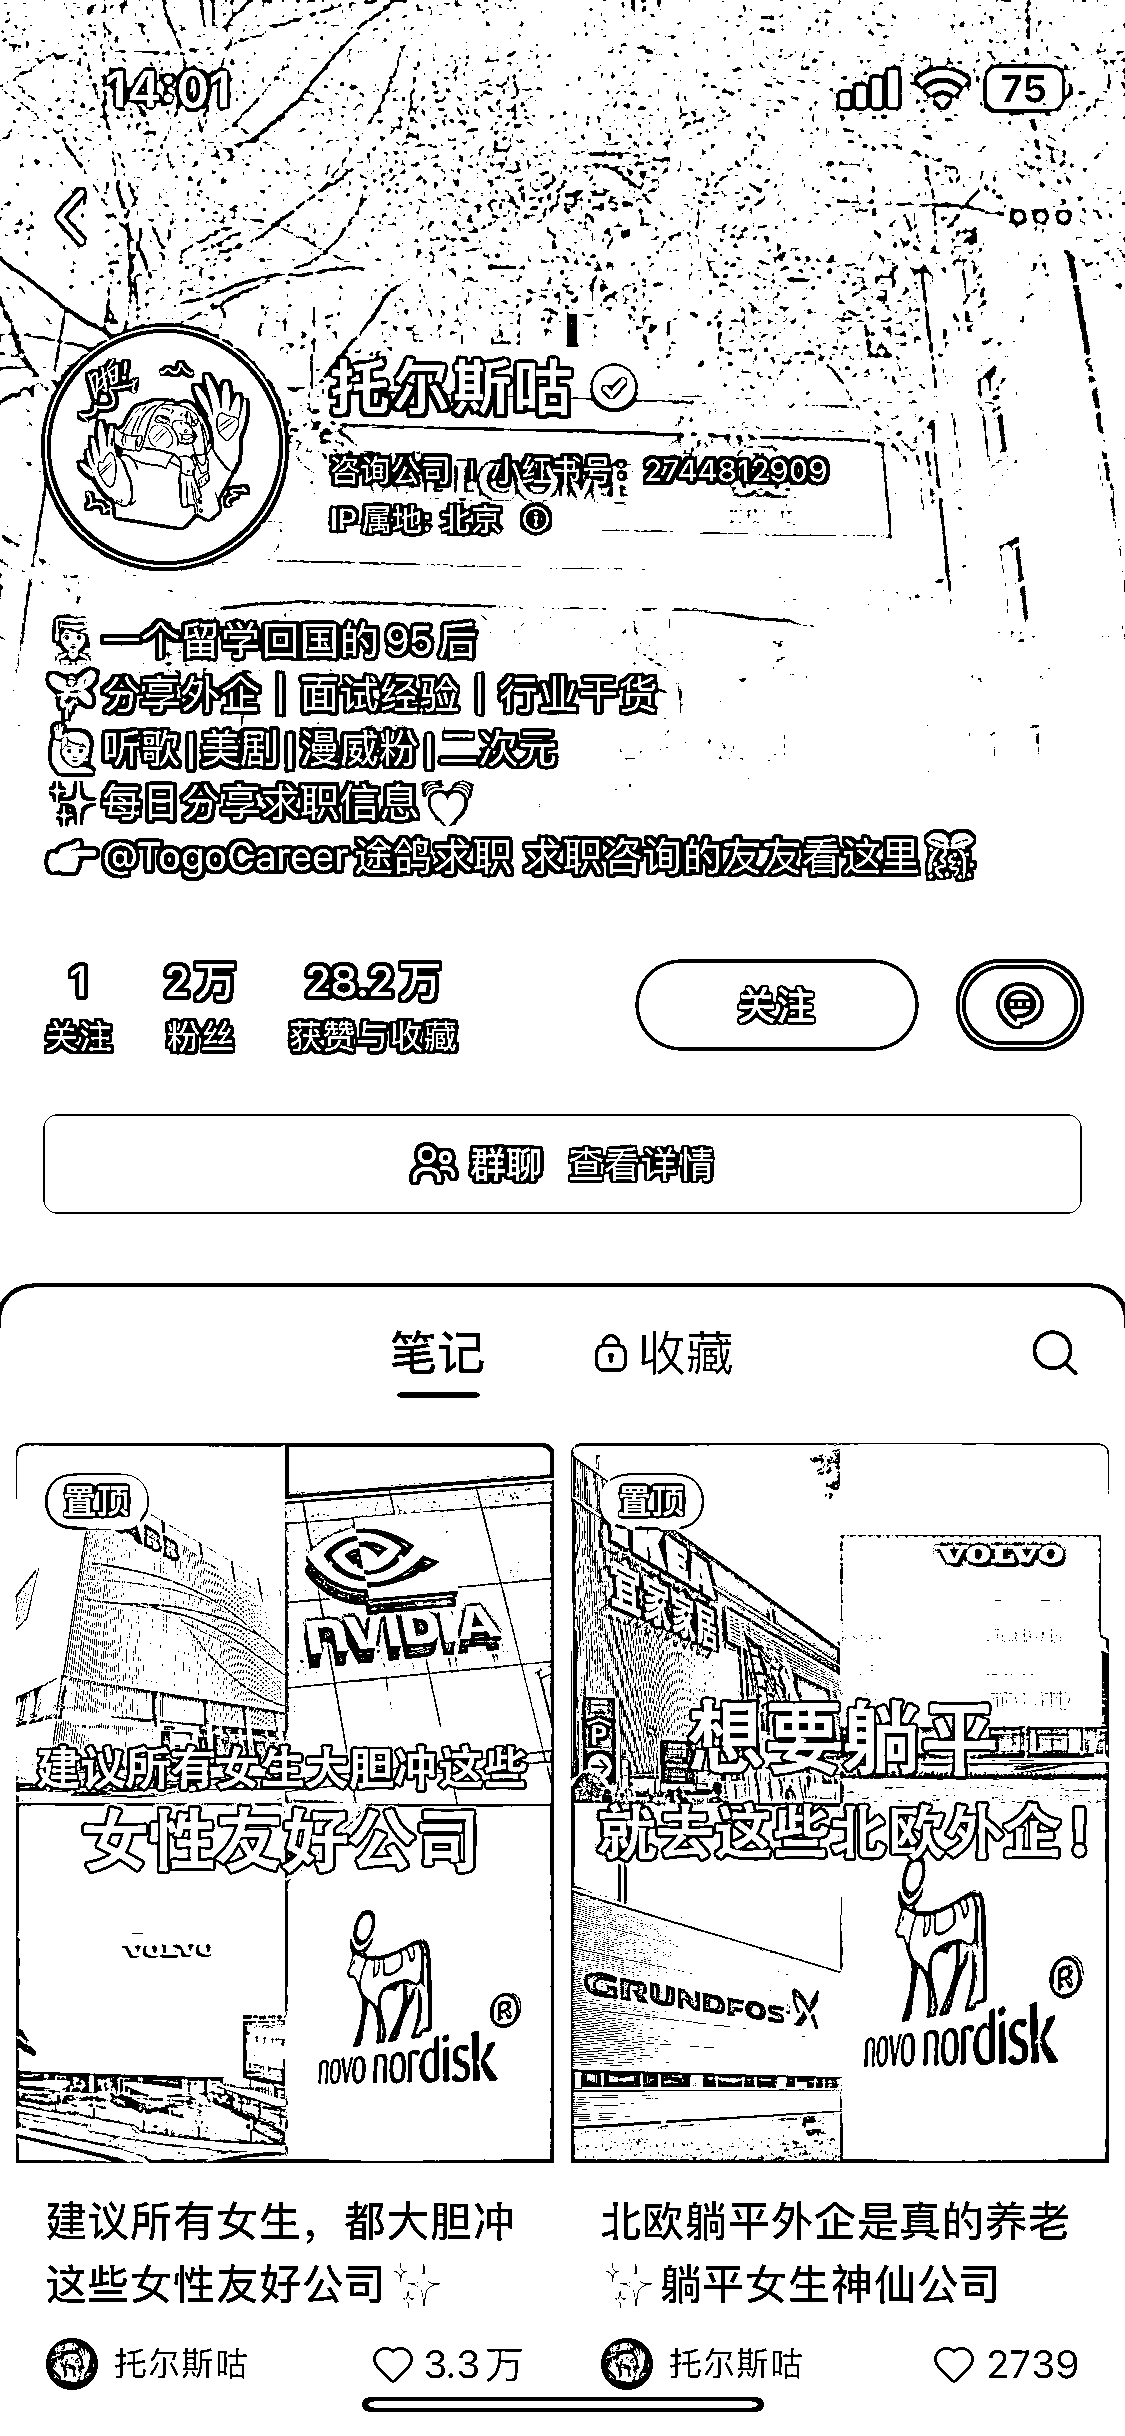 14:01
75
托尔斯咕
咨询公司 | 小红书号: 2744812909
IP属地: 北京
一个留学回国的95后
分享外企 | 面试经验 | 行业干货
听歌|美剧|漫威粉|二次元
每日分享求职信息
@TogoCareer途鸽求职 求职咨询的友友看这里
1 2万 28.2万
关注 粉丝 获赞与收藏
关注
群聊 查看详情
笔记 收藏
置顶
NVIDIA
建议所有女生大胆冲这些
女性友好公司
VOLVO
novo nordisk®
置顶
IKEA
宜家家居
VOLVO
P
想要躺平
就去这些北欧外企！
GRUNDFOS
novo nordisk®
建议所有女生，都大胆冲
这些女性友好公司
托尔斯咕 3.3万
北欧躺平外企是真的养老
躺平女生神仙公司
托尔斯咕 2739